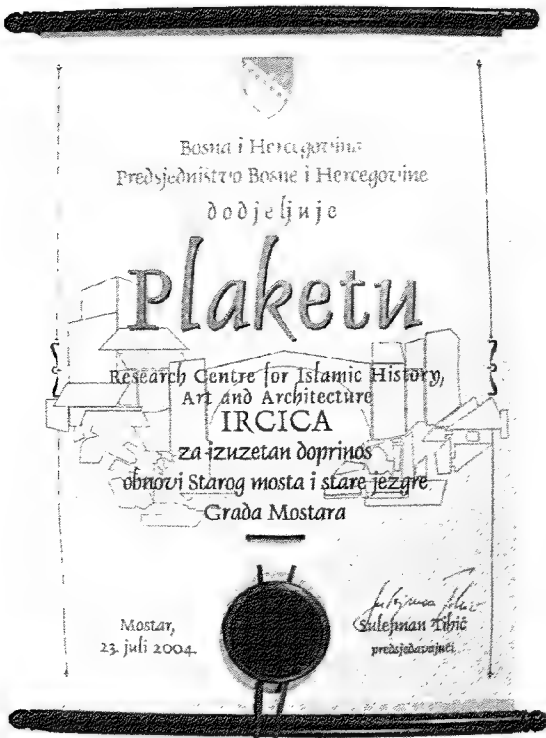 Bosna i Hercegovina
Predsjedništvo Bosne i Hercegovine
dodjeljuje
Plaketu
Research Centre for Islamic History,
Art and Architecture
IRCICA
za izuzetan doprinos
obnovi Starog mosta i stare jezgre
Grada Mostara
Mostar,
23. juli 2004.
Sulejman Tihić
predsjedavajući